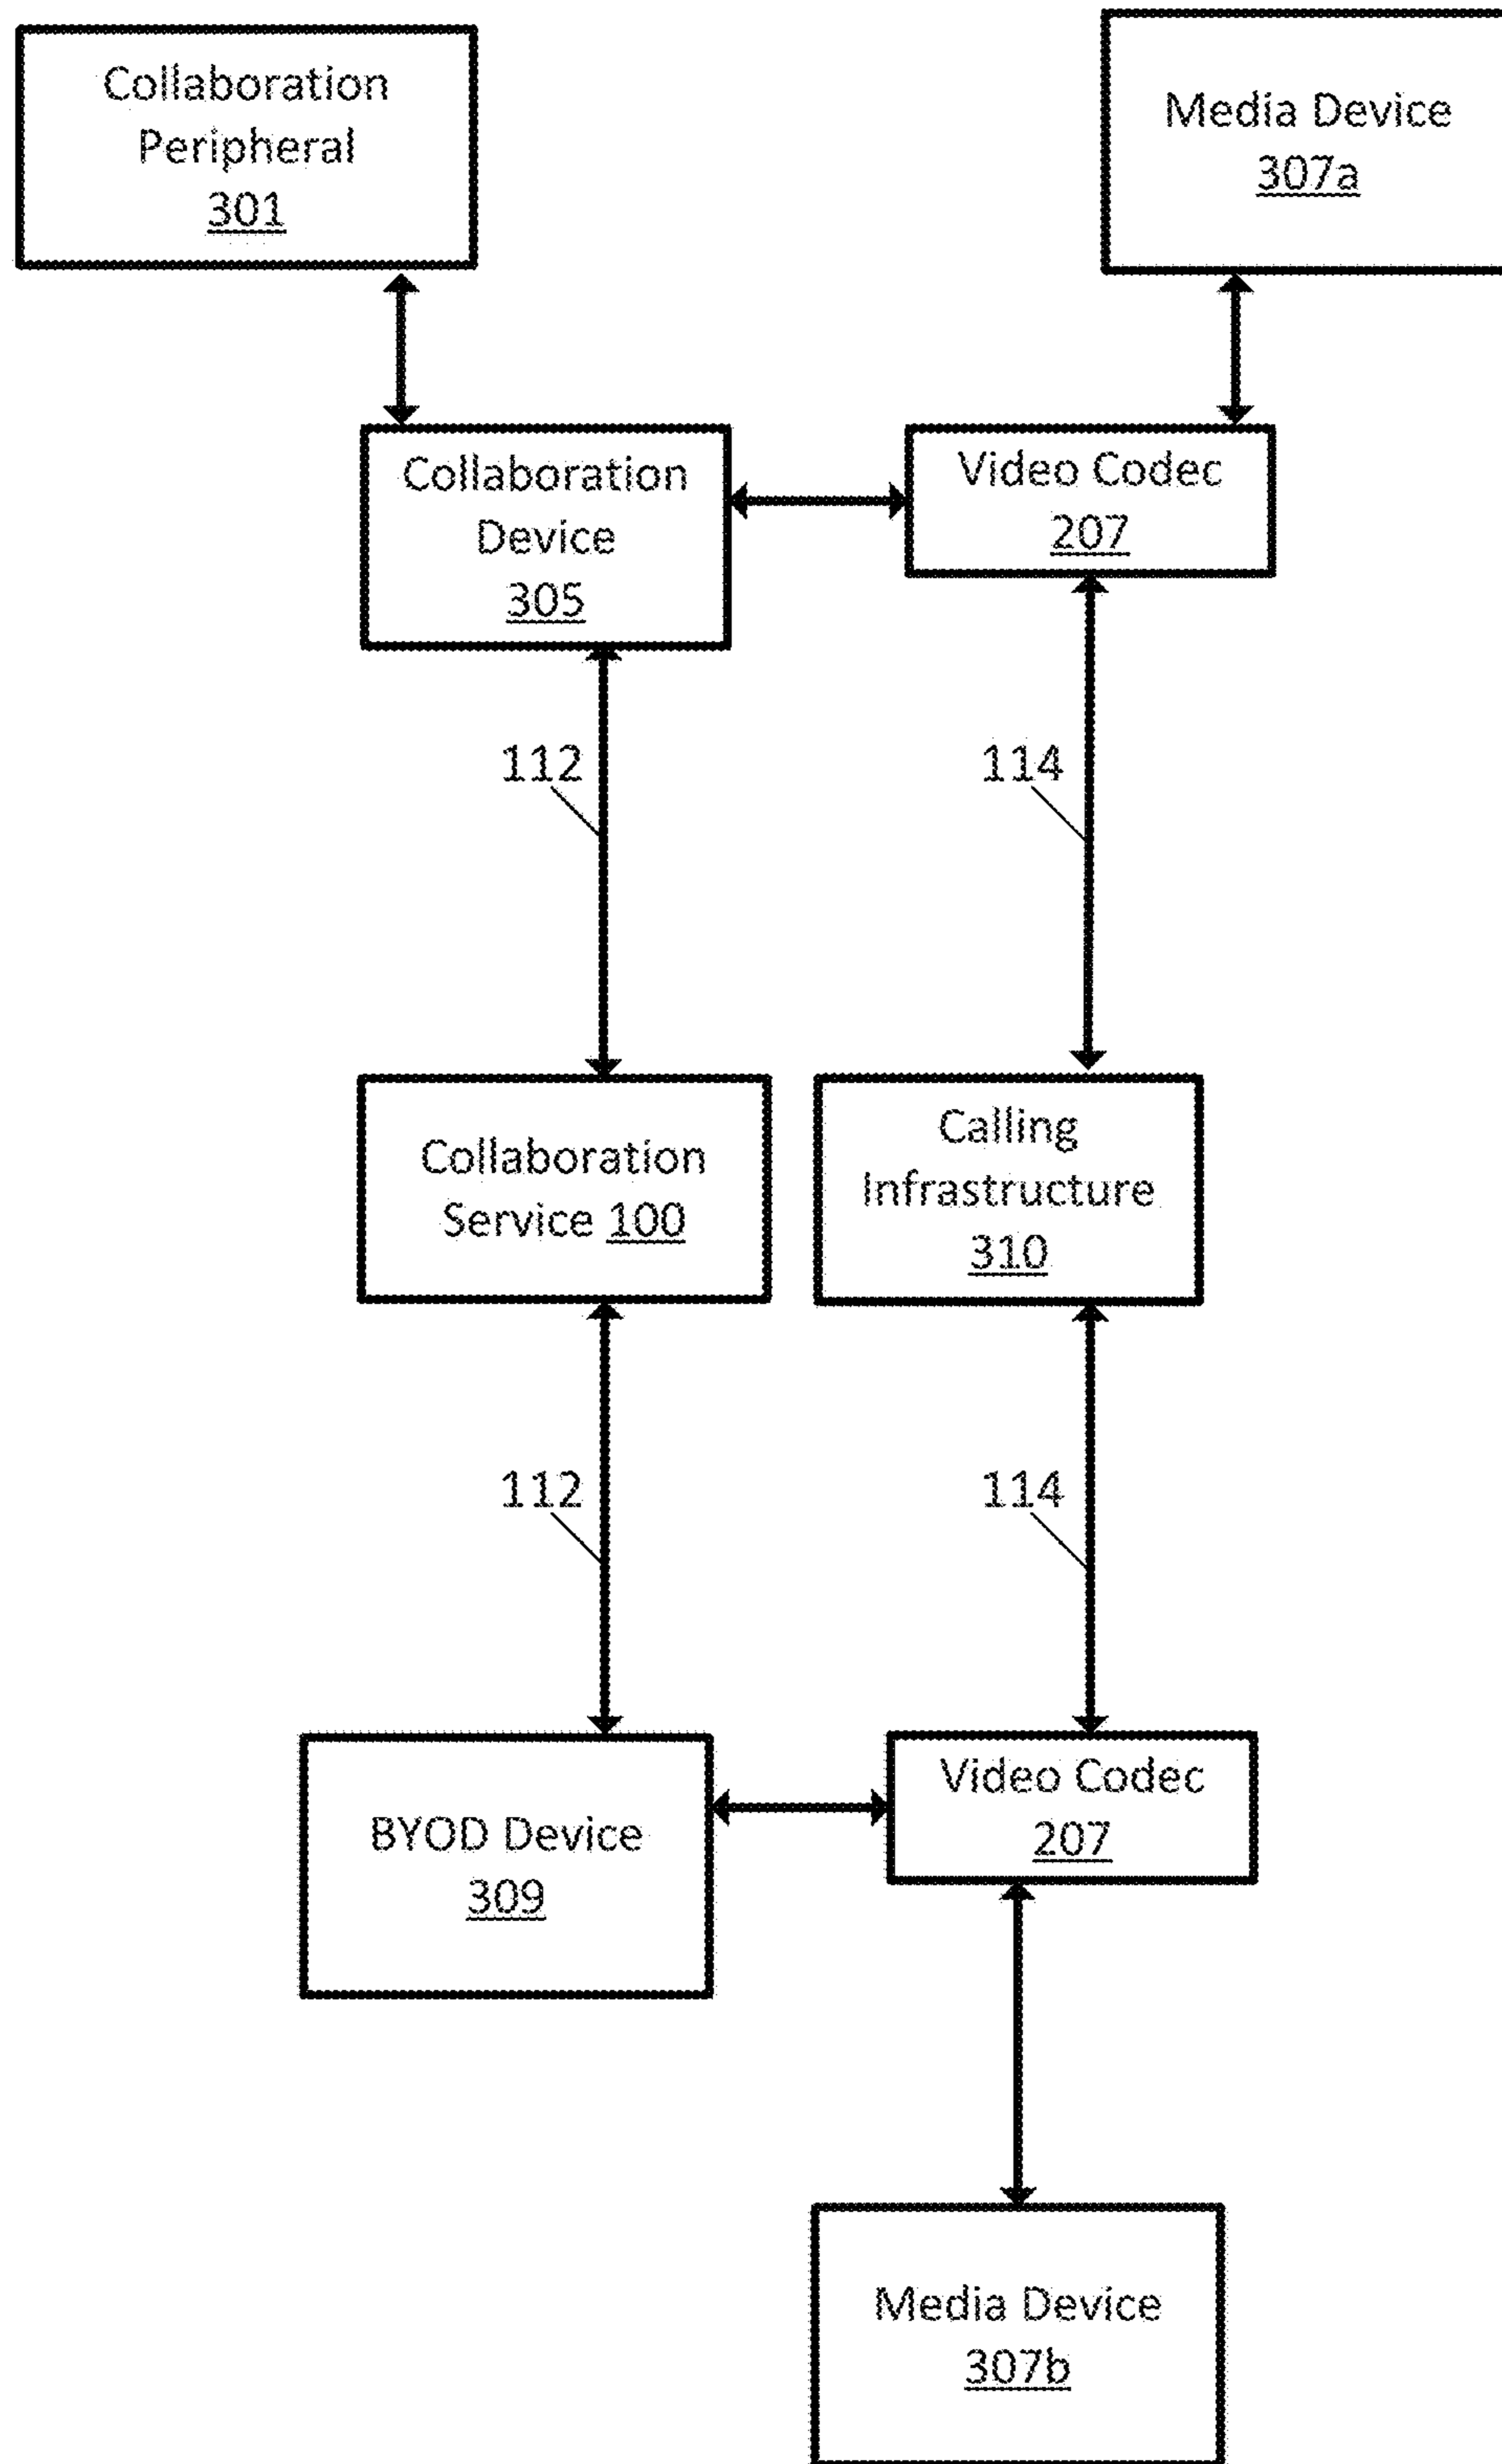 Collaboration
Peripheral
301
Media Device
307a
Collaboration
Device
305
Video Codec
207
112
114
Collaboration
Service 100
Calling
Infrastructure
310
112
114
BYOD Device
309
Video Codec
207
Media Device
307b